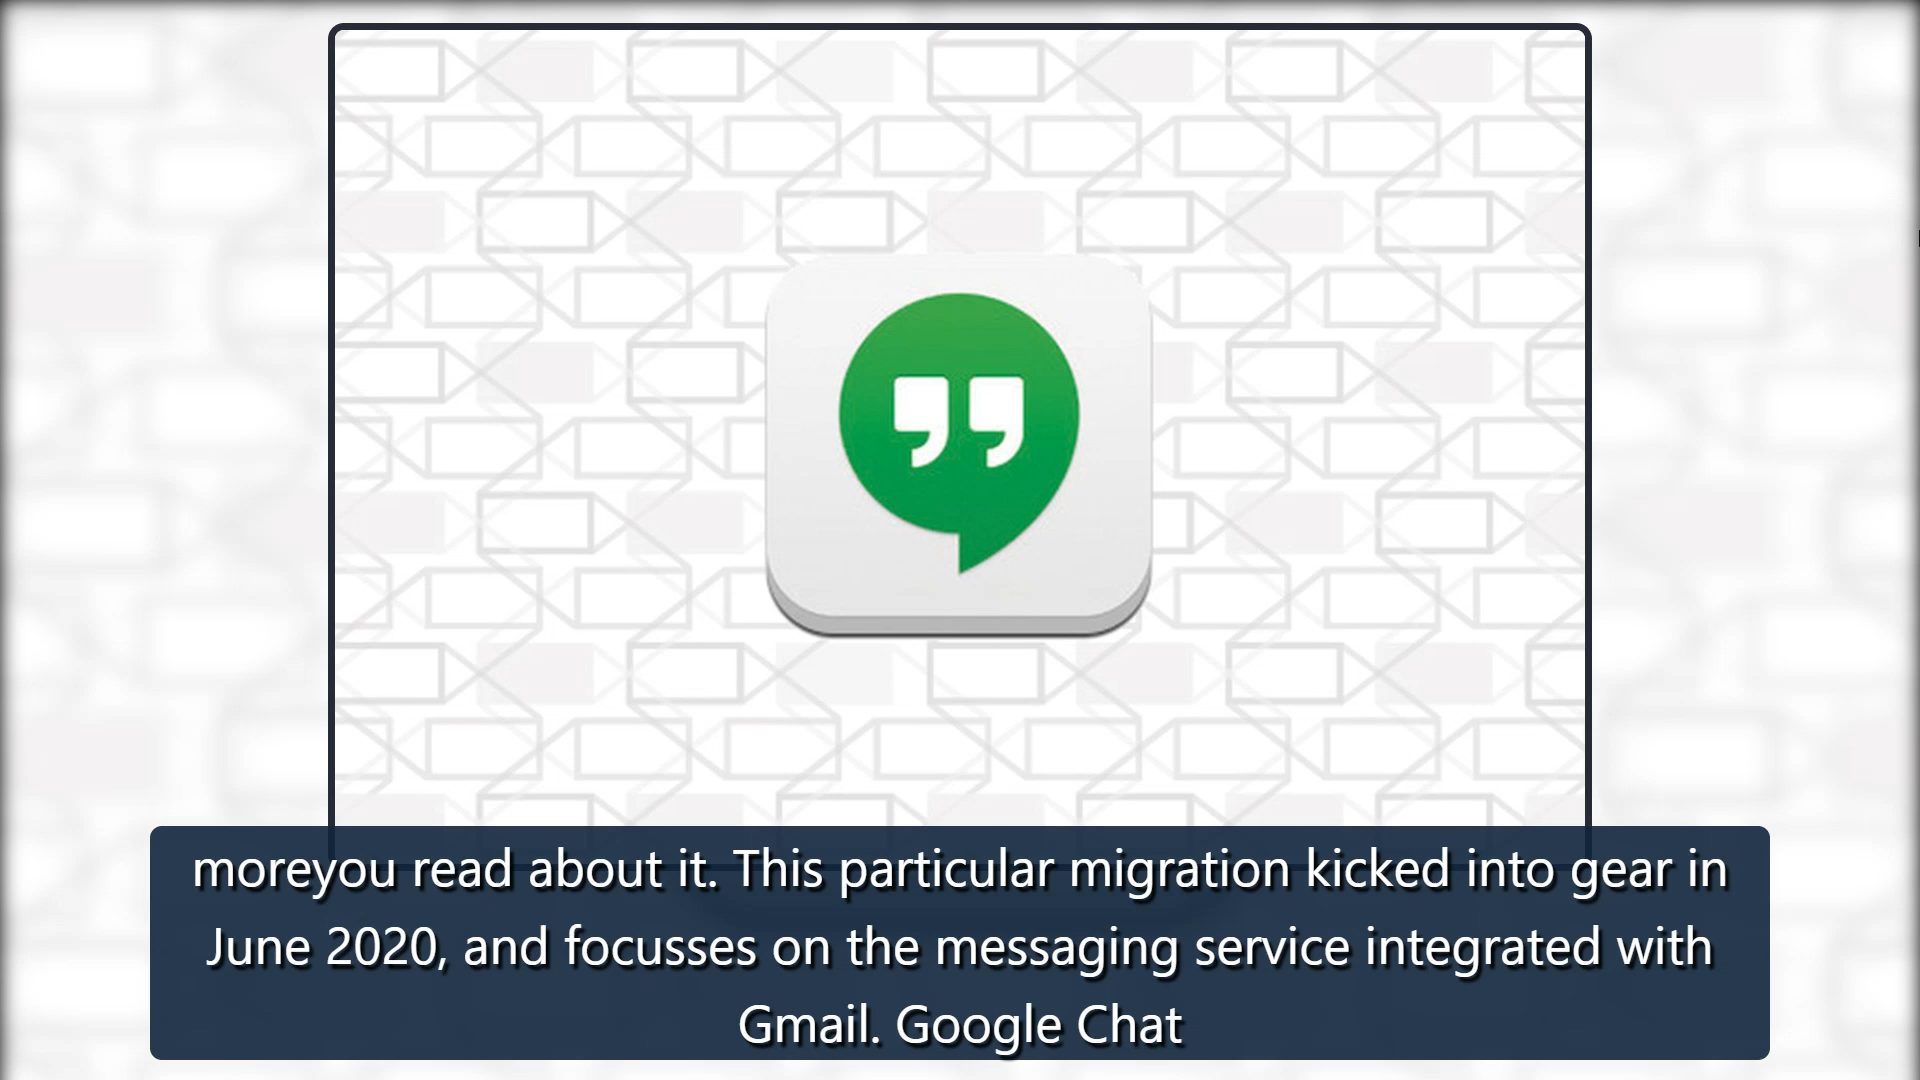 moreyou read about it. This particular migration kicked into gear in
June 2020, and focusses on the messaging service integrated with
Gmail. Google Chat